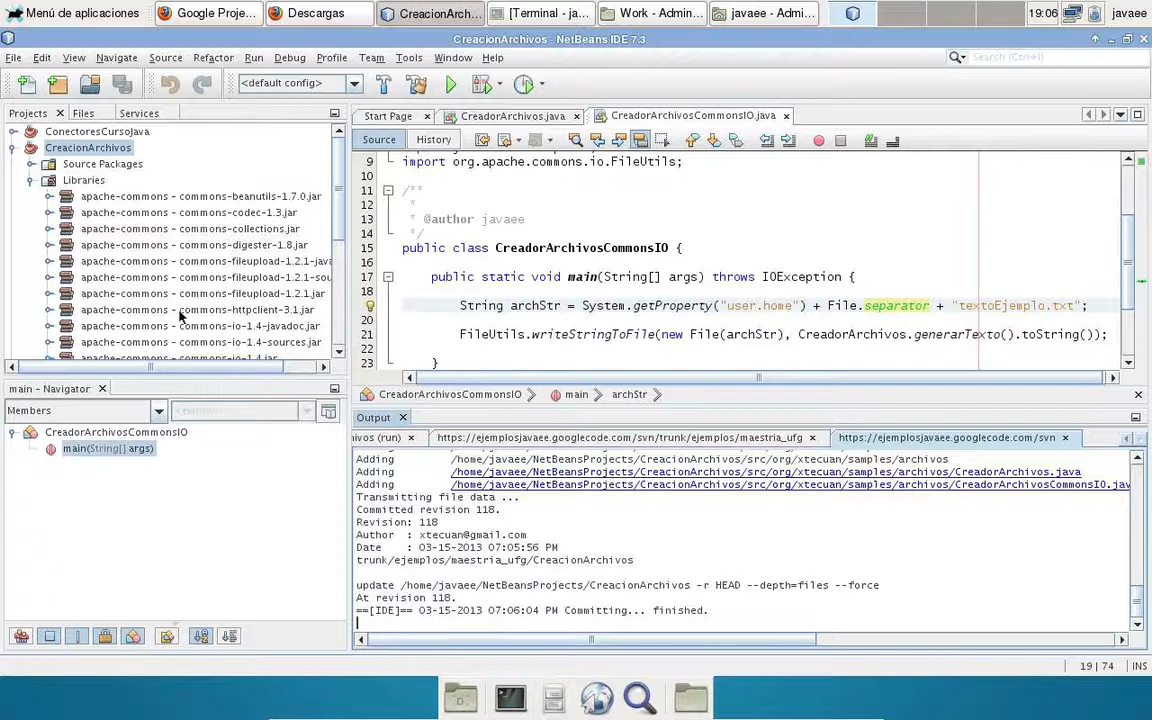 Menú de aplicaciones
Google Proje...
Descargas
CreacionArch...
[Terminal - ja...
Work - Admin...
javaee - Admi...
19:06
javaee
CreacionArchivos - NetBeans IDE 7.3
File Edit View Navigate Source Refactor Run Debug Profile Team Tools Window Help
Search (Ctrl+I)
<default config>
Projects Files Services
Start Page CreadorArchivos.java CreadorArchivosCommonsIO.java
Source History
ConectoresCursoJava
CreacionArchivos
Source Packages
Libraries
apache-commons - commons-beanutils-1.7.0.jar
apache-commons - commons-codec-1.3.jar
apache-commons - commons-collections.jar
apache-commons - commons-digester-1.8.jar
apache-commons - commons-fileupload-1.2.1-java
apache-commons - commons-fileupload-1.2.1-sou
apache-commons - commons-fileupload-1.2.1.jar
apache-commons - commons-httpclient-3.1.jar
apache-commons - commons-io-1.4-javadoc.jar
apache-commons - commons-io-1.4-sources.jar
apache-commons - commons-io-1.4.jar
9 import org.apache.commons.io.FileUtils;
10
11 /**
12 *
13 * @author javaee
14 */
15 public class CreadorArchivosCommonsIO {
16
17 public static void main(String[] args) throws IOException {
18
String archStr = System.getProperty("user.home") + File.separator + "textoEjemplo.txt";
20
21 FileUtils.writeStringToFile(new File(archStr), CreadorArchivos.generarTexto().toString());
22
23 }
CreadorArchivosCommonsIO main archStr
main - Navigator
Members
CreadorArchivosCommonsIO
main(String[] args)
Output
ivos (run) https://ejemplosjavaee.googlecode.com/svn/trunk/ejemplos/maestria_ufg https://ejemplosjavaee.googlecode.com/svn
Adding /home/javaee/NetBeansProjects/CreacionArchivos/src/org/xtecuan/samples/archivos
Adding /home/javaee/NetBeansProjects/CreacionArchivos/src/org/xtecuan/samples/archivos/CreadorArchivo.java
Adding /home/javaee/NetBeansProjects/CreacionArchivos/src/org/xtecuan/samples/archivos/CreadorArchivosCommonsIO.jav
Transmitting file data ...
Committed revision 118.
Revision: 118
Author : xtecuan@gmail.com
Date : 03-15-2013 07:05:56 PM
trunk/ejemplos/maestria_ufg/CreacionArchivos
update /home/javaee/NetBeansProjects/CreacionArchivos -r HEAD --depth=files --force
At revision 118.
==[IDE]== 03-15-2013 07:06:04 PM Committing... finished.
19 | 74 INS